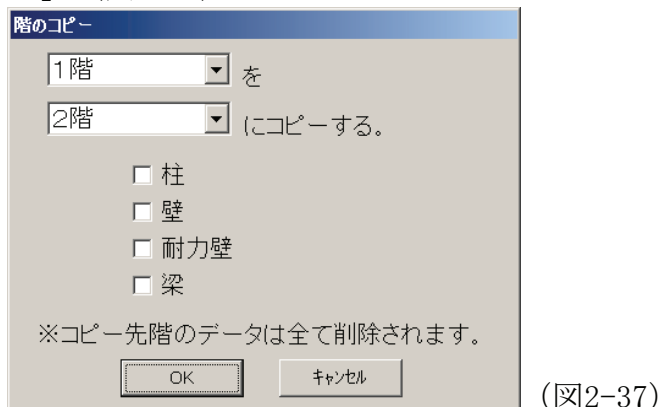 階のコピー
1階 を
2階 にコピーする。
柱
壁
耐力壁
梁
※コピー先階のデータは全て削除されます。
OK ｷｬﾝｾﾙ
(図2-37)